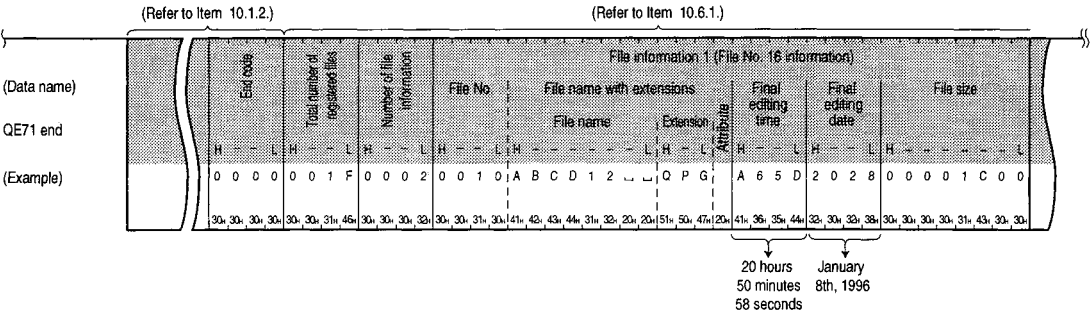 (Refer to Item 10.1.2.)
(Refer to Item 10.6.1.)
File information 1 (File No. 16 information)
(Data name)
QE71 end
End code
Total number of
registered files
Number of file
information
File No.
File name with extensions
File name
Extension
Attribute
Final
editing
time
Final
editing
date
File size
H - - L H - - L H - - L H - - L H - - - - - - L H - L H - - L H - - L H - - - - - - L
(Example)
0 0 0 0 0 0 1 F 0 0 0 2 0 0 1 0 A B C D 1 2 ␣ ␣ Q P G A 6 5 D 2 0 2 8 0 0 0 0 1 C 0 0
30H 30H 30H 30H 30H 30H 31H 46H 30H 30H 30H 32H 30H 30H 31H 30H 41H 42H 43H 44H 31H 32H 20H 20H 51H 50H 47H 20H 41H 36H 35H 44H 32H 30H 32H 38H 30H 30H 30H 30H 31H 43H 30H 30H
20 hours
50 minutes
58 seconds
January
8th, 1996